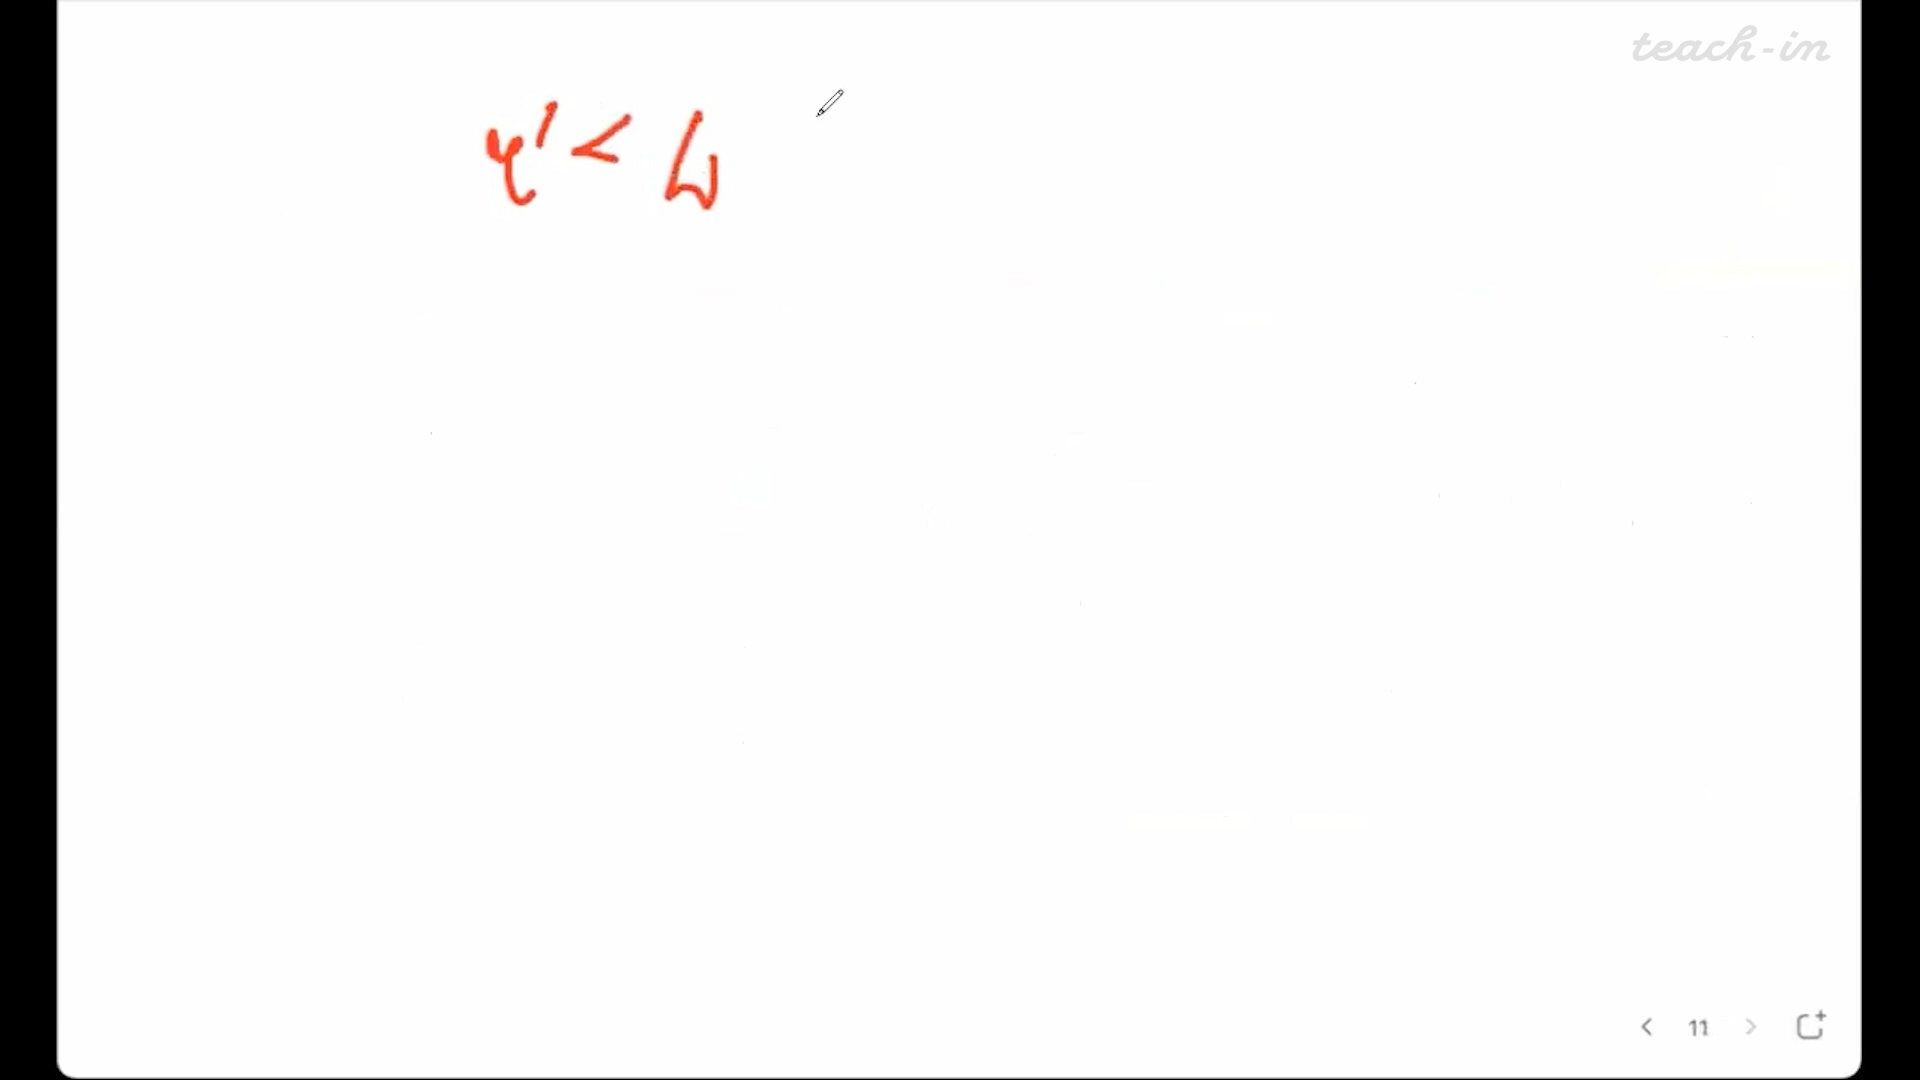 teach-in
η' < h
11